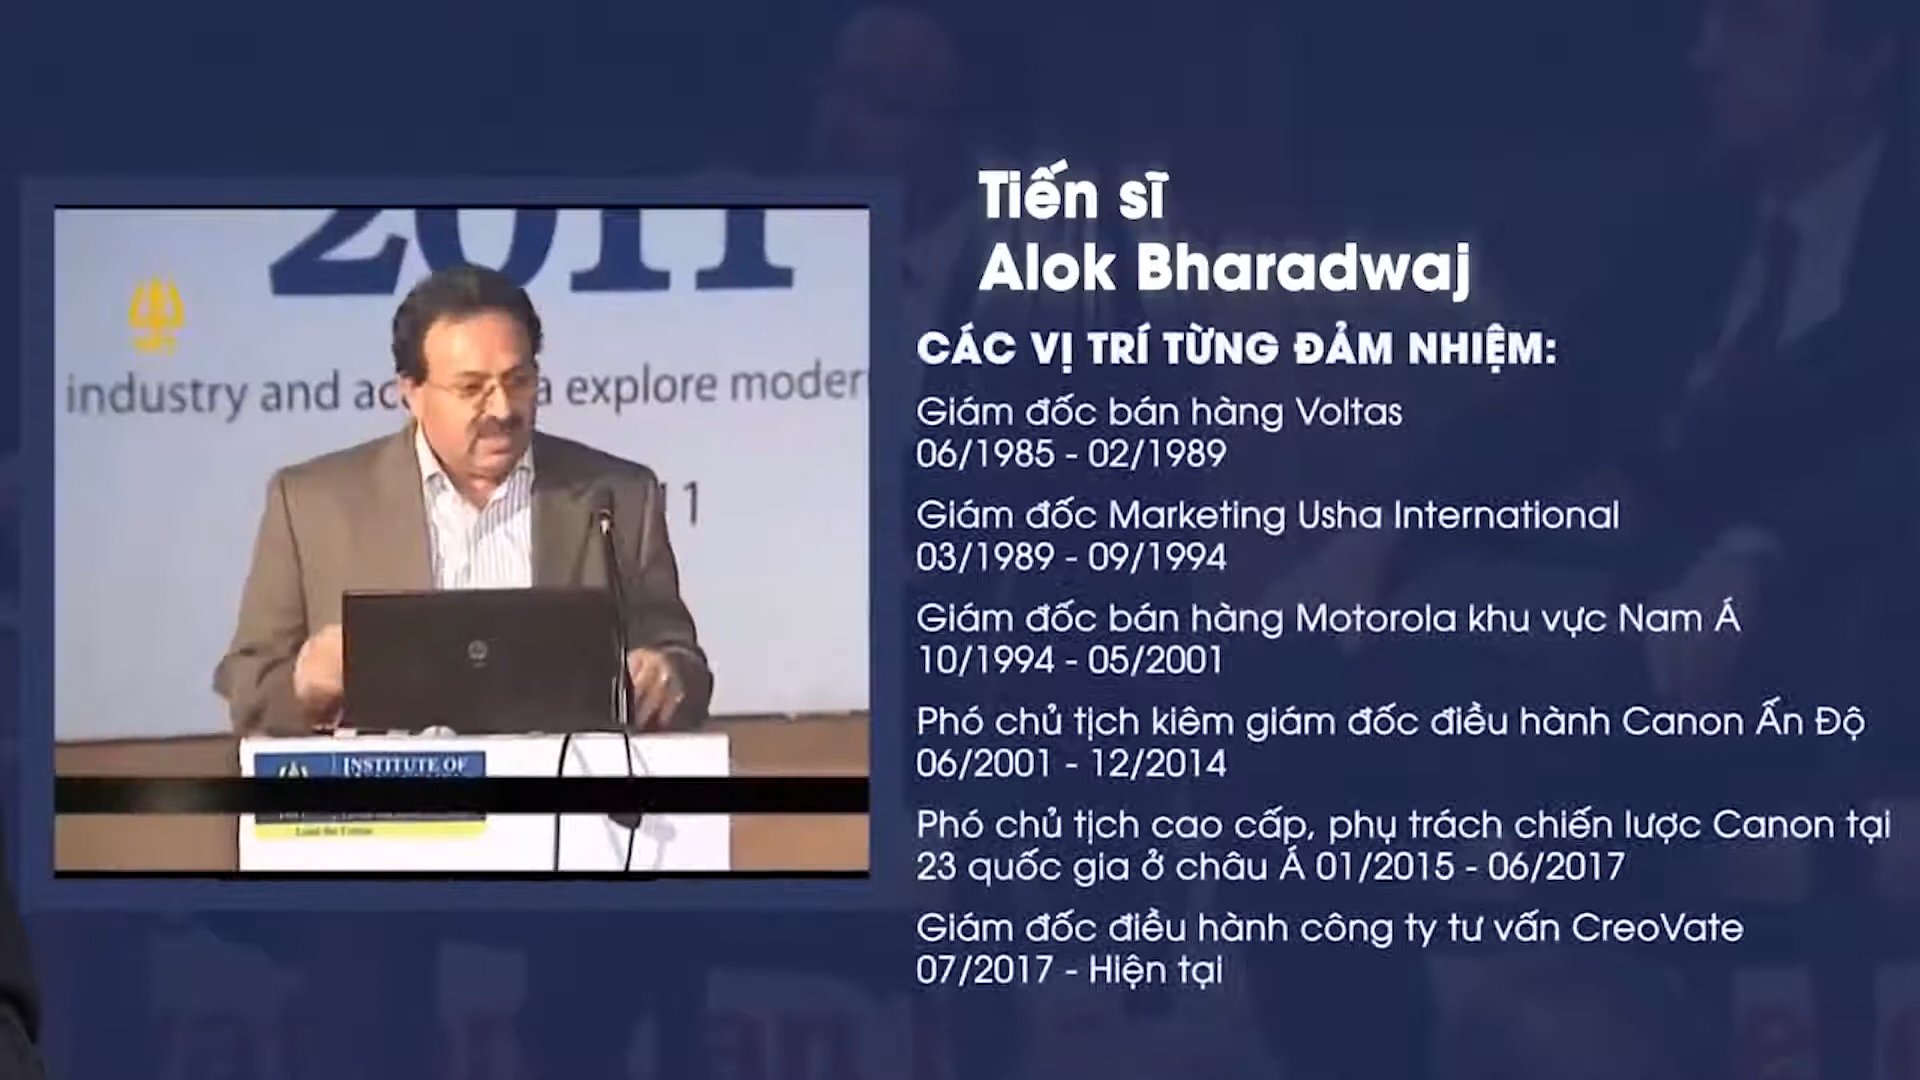 2011
industry and ac a explore moder
11
INSTITUTE OF
Lead the Future
Tiến sĩ
Alok Bharadwaj
CÁC VỊ TRÍ TỪNG ĐẢM NHIỆM:
Giám đốc bán hàng Voltas
06/1985 - 02/1989
Giám đốc Marketing Usha International
03/1989 - 09/1994
Giám đốc bán hàng Motorola khu vực Nam Á
10/1994 - 05/2001
Phó chủ tịch kiêm giám đốc điều hành Canon Ấn Độ
06/2001 - 12/2014
Phó chủ tịch cao cấp, phụ trách chiến lược Canon tại
23 quốc gia ở châu Á 01/2015 - 06/2017
Giám đốc điều hành công ty tư vấn CreoVate
07/2017 - Hiện tại